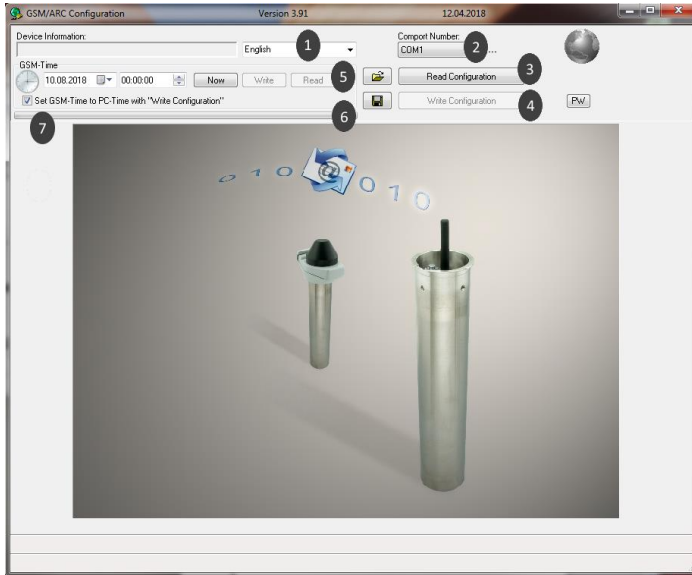 GSM/ARC Configuration Version 3.91 12.04.2018
Device Information: Comport Number:
English 1 COM1 2 ...
GSM-Time
10.08.2018 00:00:00 Now Write Read 5 Read Configuration 3
Set GSM-Time to PC-Time with "Write Configuration" 6 Write Configuration 4 PW
7
0 1 0 @ 0 1 0